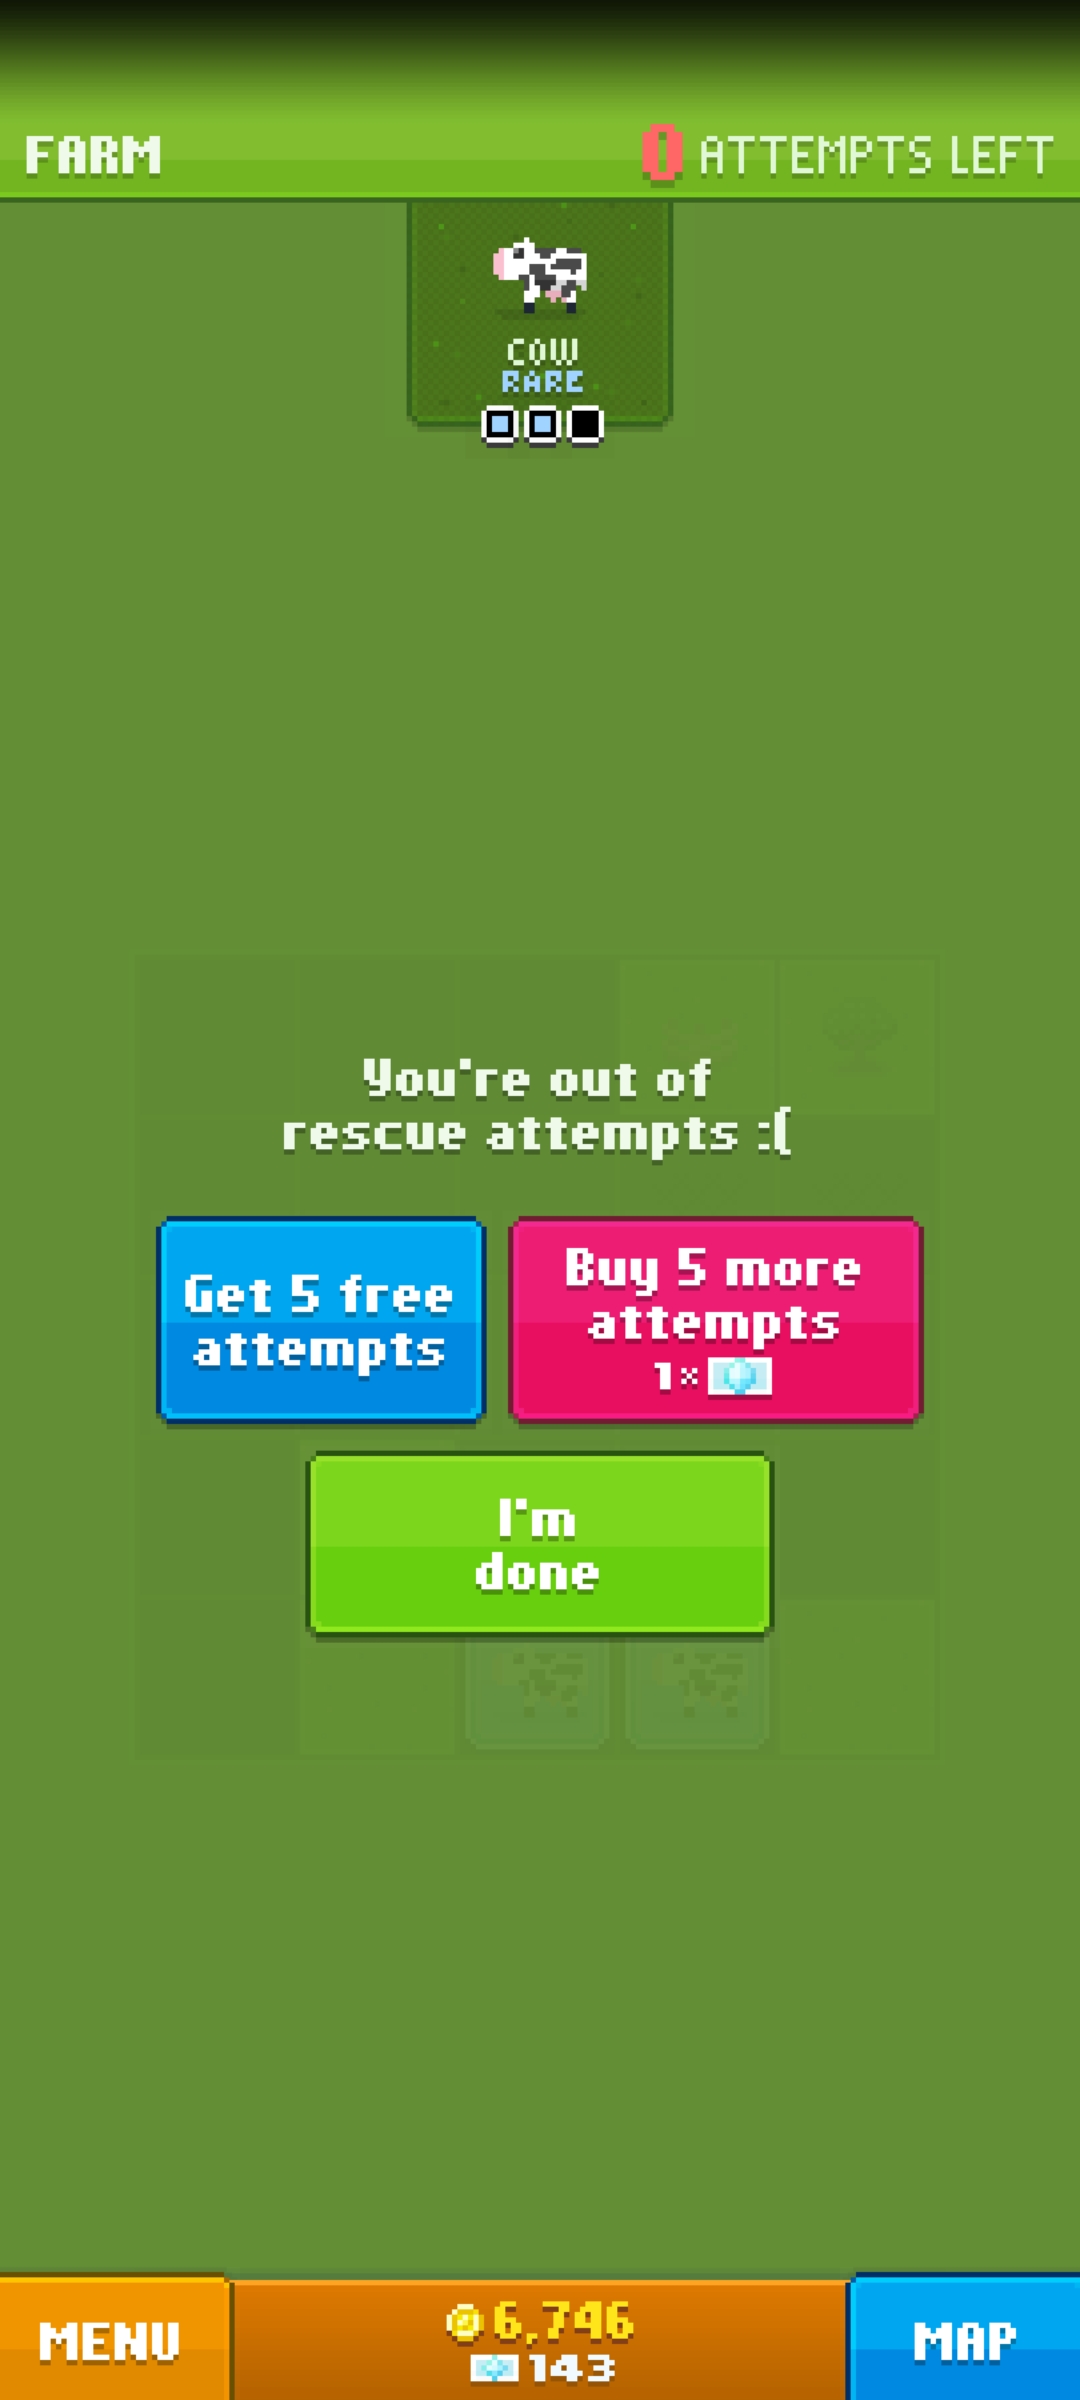 FARM
0 ATTEMPTS LEFT
COW
RARE
You're out of
rescue attempts :(
Get 5 free
attempts
Buy 5 more
attempts
1×
I'm
done
MENU
6,746
143
MAP